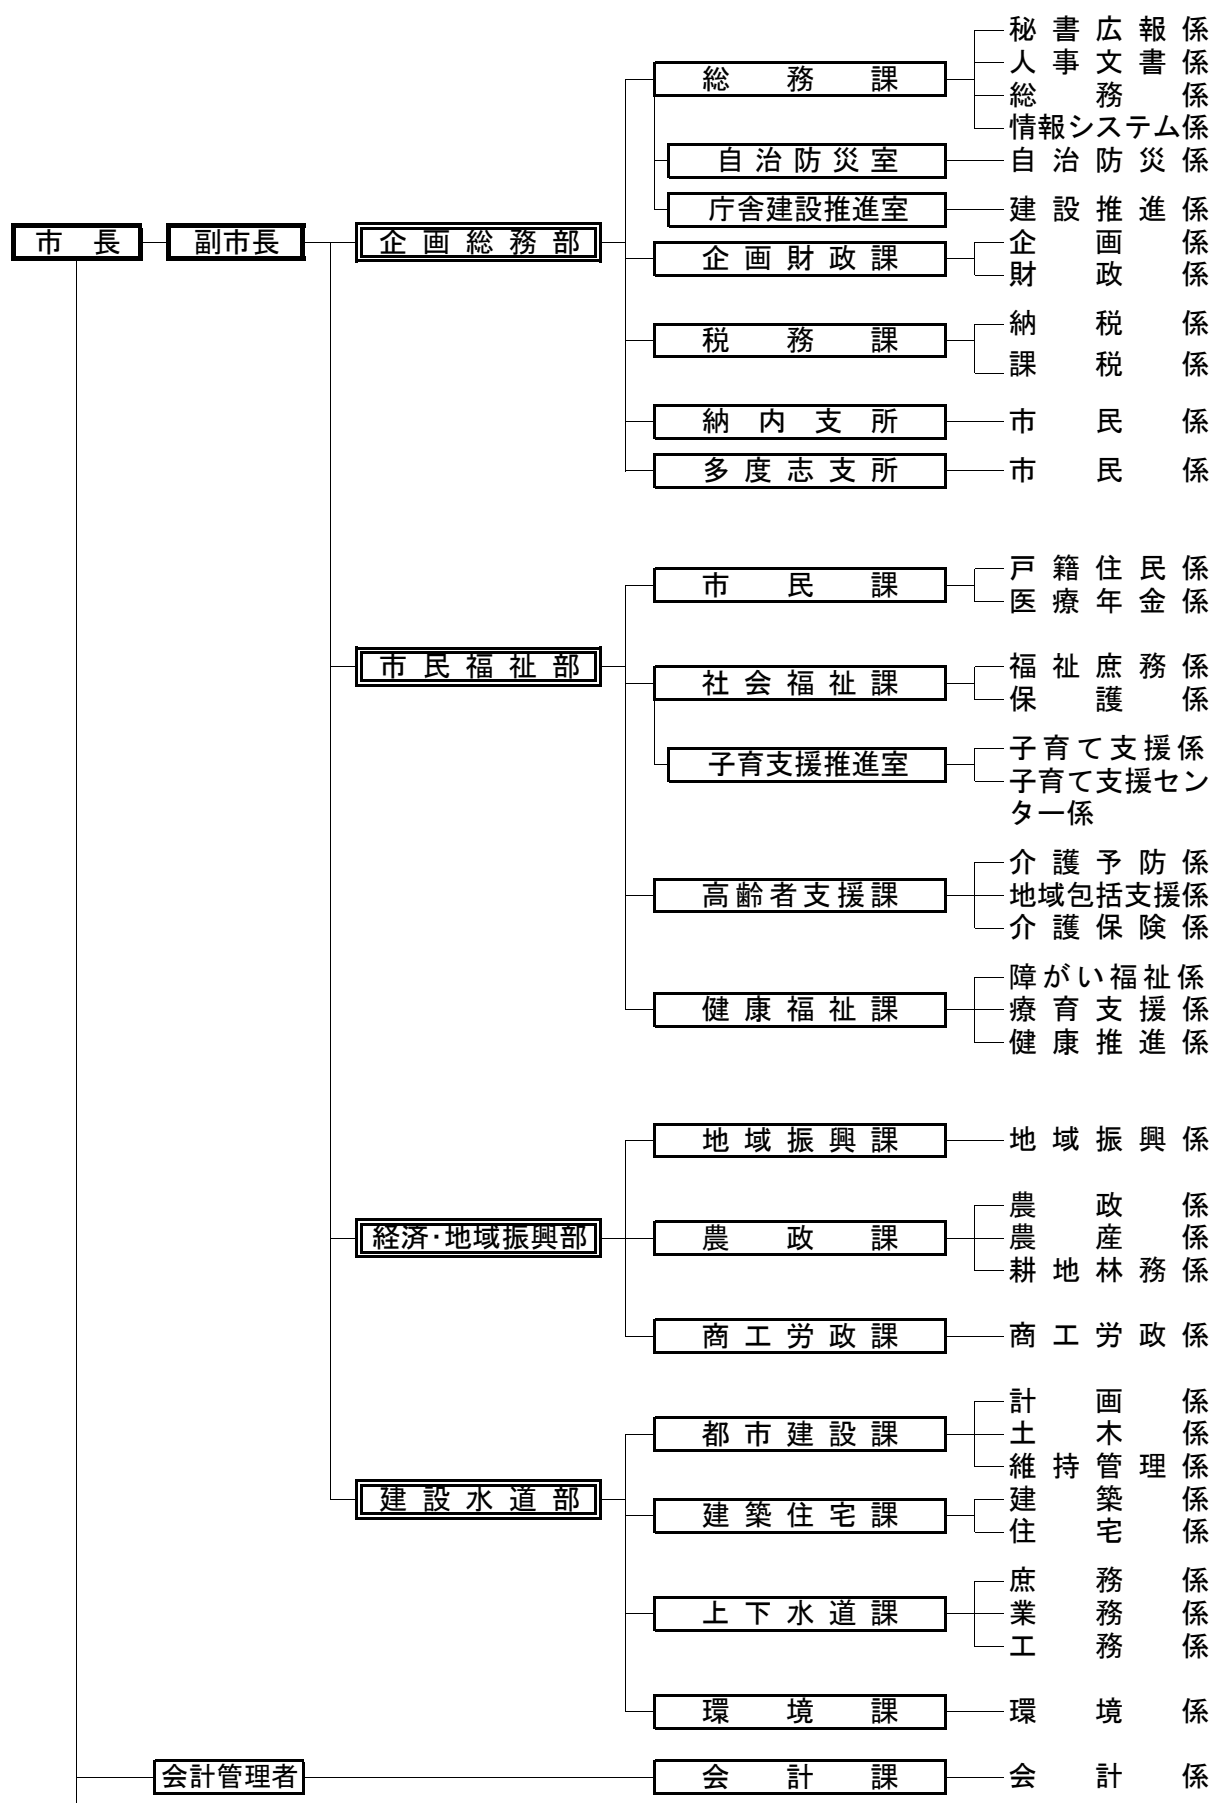 市長
副市長
企画総務部
総務課
秘書広報係
人事文書係
総務係
情報システム係
自治防災室
自治防災係
庁舎建設推進室
建設推進係
企画財政課
企画係
財政係
税務課
納税係
課税係
納内支所
市民係
多度志支所
市民係
市民福祉部
市民課
戸籍住民係
医療年金係
社会福祉課
福祉庶務係
保護係
子育支援推進室
子育て支援係
子育て支援セン
ター係
高齢者支援課
介護予防係
地域包括支援係
介護保険係
健康福祉課
障がい福祉係
療育支援係
健康推進係
経済･地域振興部
地域振興課
地域振興係
農政課
農政係
農産係
耕地林務係
商工労政課
商工労政係
建設水道部
都市建設課
計画係
土木係
維持管理係
建築住宅課
建築係
住宅係
上下水道課
庶務係
業務係
工務係
環境課
環境係
会計管理者
会計課
会計係